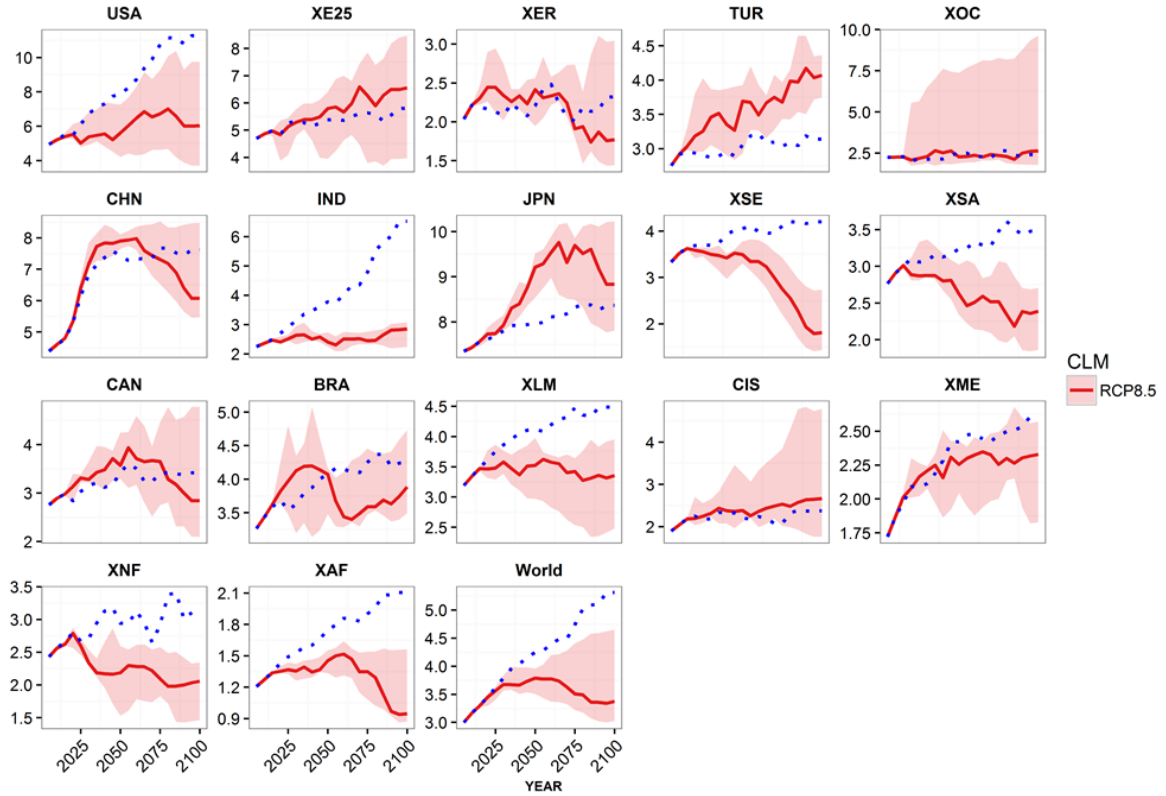 USA XE25 XER TUR XOC
10 8 7 6 5 4 3.0 2.5 2.0 1.5 4.5 4.0 3.5 3.0 10.0 7.5 5.0 2.5
8
6
4
CHN IND JPN XSE XSA
8 6 10 4 3.5
7 5 9 3 3.0
6 4 8 2 2.5
5 3 2.0
2
CAN BRA XLM CIS XME
4 5.0 4.5 4 2.50
3 4.5 4.0 3 2.25
2 4.0 3.5 2 2.00
3.5 3.0 1.75
2.5
CLM
RCP8.5
XNF XAF World
3.5 2.1 5.0
3.0 1.8 4.5
2.5 1.5 4.0
2.0 1.2 3.5
1.5 0.9 3.0
2025 2050 2075 2100 2025 2050 2075 2100 2025 2050 2075 2100
YEAR